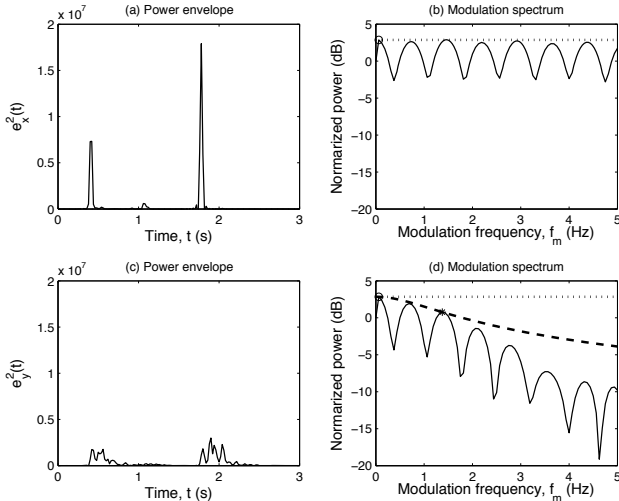 (a) Power envelope
x 10^7
2
1.5
1
0.5
0
e_x^2(t)
0 1 2 3
Time, t (s)
(b) Modulation spectrum
5
0
−5
−10
−15
−20
Normarized power (dB)
0 1 2 3 4 5
Modulation frequency, f_m (Hz)
(c) Power envelope
x 10^7
2
1.5
1
0.5
0
e_y^2(t)
0 1 2 3
Time, t (s)
(d) Modulation spectrum
5
0
−5
−10
−15
−20
Normarized power (dB)
0 1 2 3 4 5
Modulation frequency, f_m (Hz)